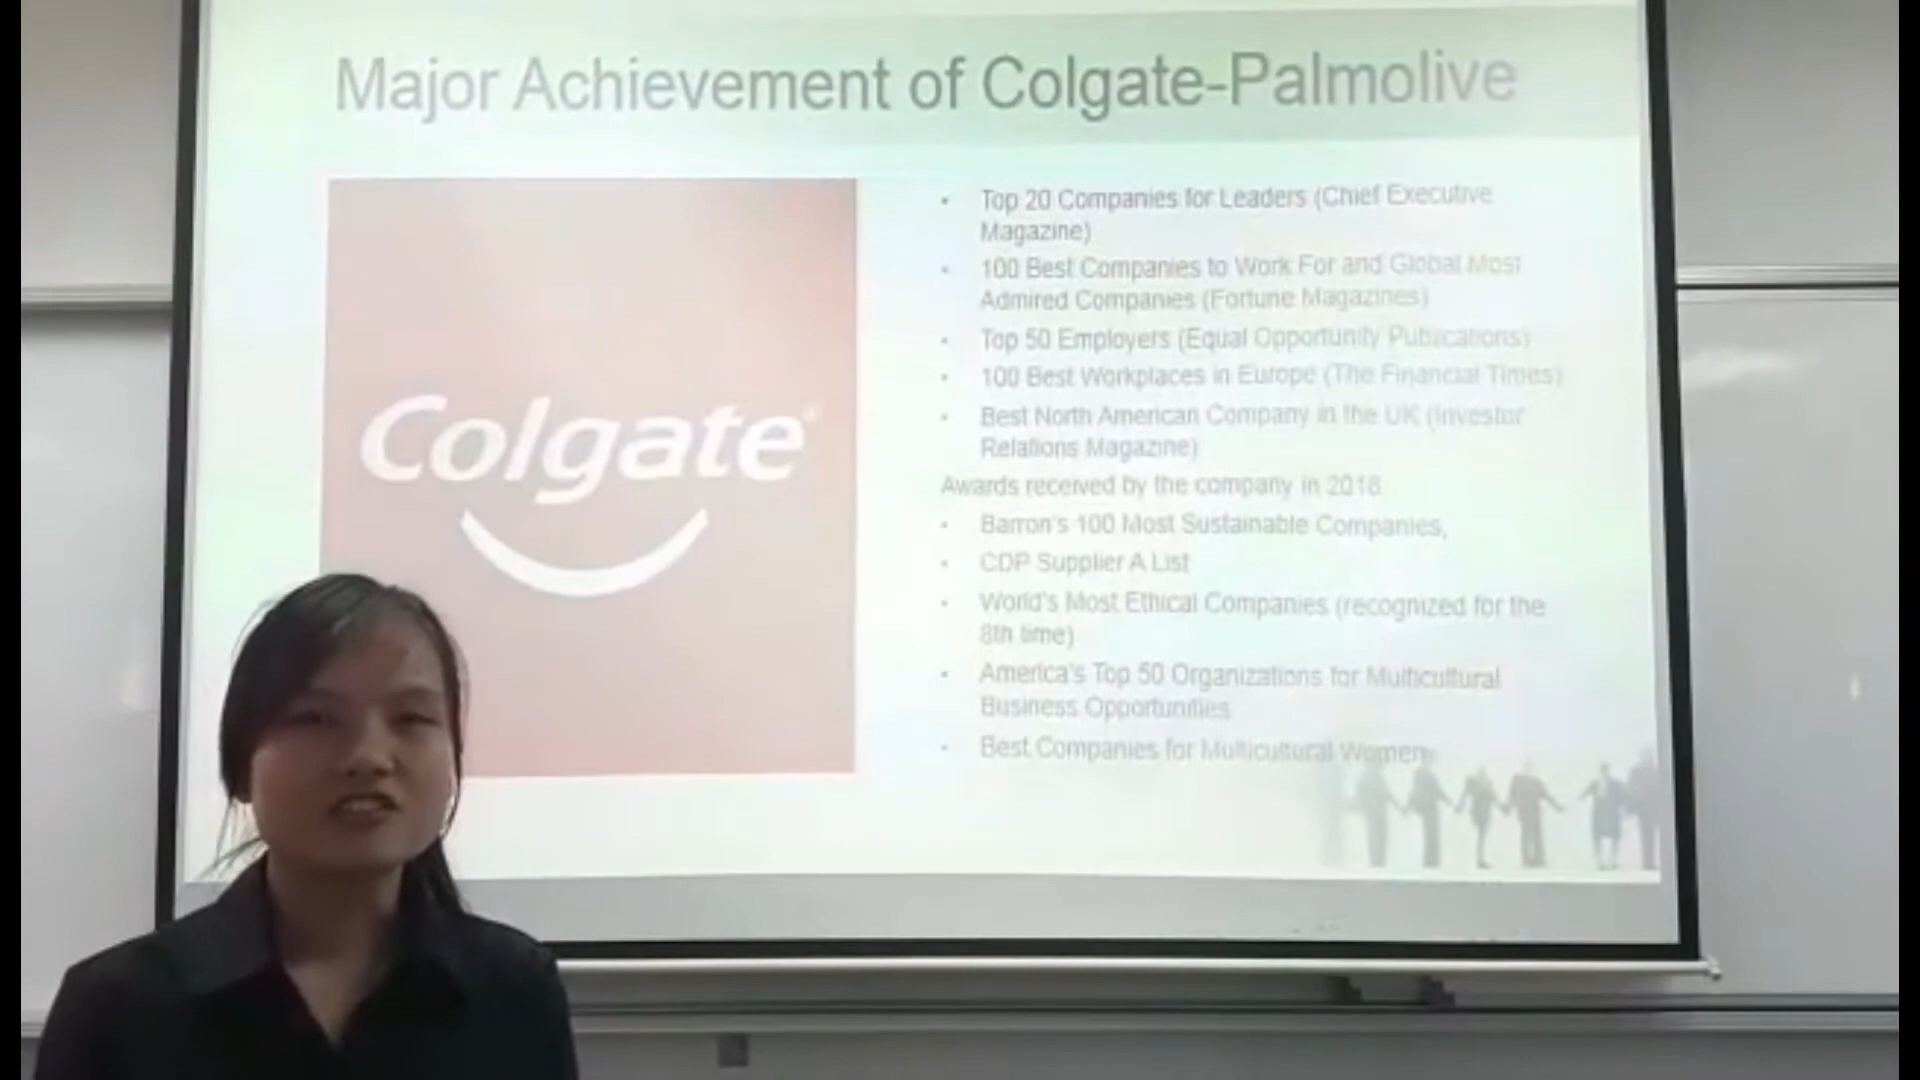 Major Achievement of Colgate-Palmolive
Colgate®
• Top 20 Companies for Leaders (Chief Executive
Magazine)
• 100 Best Companies to Work For and Global Most
Admired Companies (Fortune Magazines)
• Top 50 Employers (Equal Opportunity Publications)
• 100 Best Workplaces in Europe (The Financial Times)
• Best North American Company in the UK (Investor
Relations Magazine)
Awards received by the company in 2018
• Barron's 100 Most Sustainable Companies,
• CDP Supplier A List
• World's Most Ethical Companies (recognized for the
8th time)
• America's Top 50 Organizations for Multicultural
Business Opportunities
• Best Companies for Multicultural Women